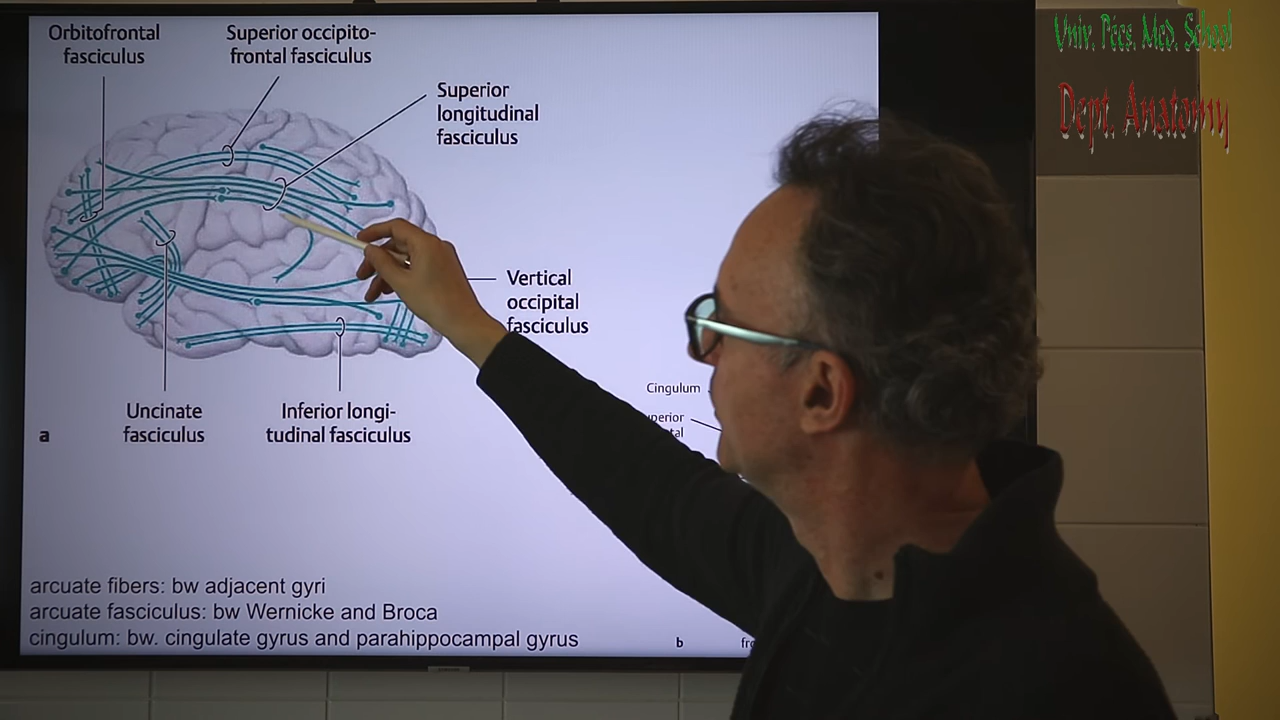 Orbitofrontal
fasciculus
Superior occipito-
frontal fasciculus
Superior
longitudinal
fasciculus
Vertical
occipital
fasciculus
Uncinate
fasciculus
Inferior longi-
tudinal fasciculus
a
Cingulum
arcuate fibers: bw adjacent gyri
arcuate fasciculus: bw Wernicke and Broca
cingulum: bw. cingulate gyrus and parahippocampal gyrus
b
Univ. Pécs. Med. School
Dept. Anatomy